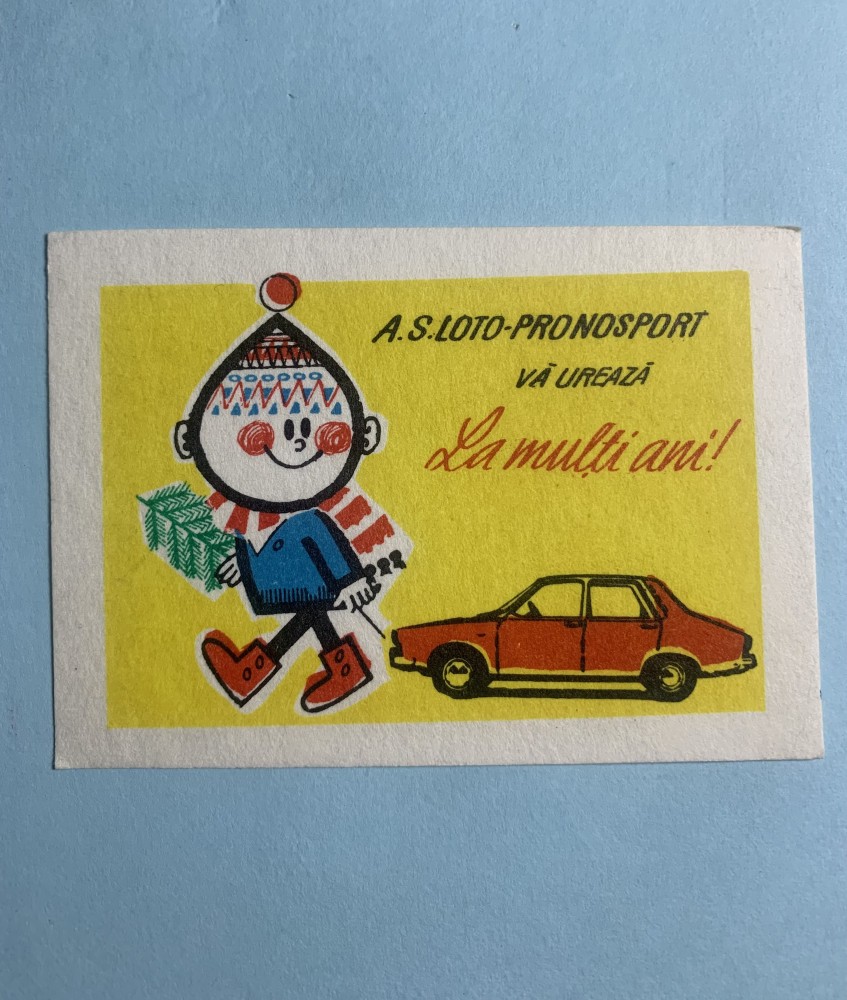 A.S.LOTO-PRONOSPORT
VĂ UREAZĂ
La mulți ani!